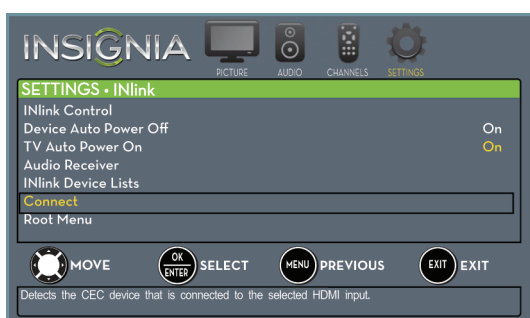 INSIGNIA
PICTURE AUDIO CHANNELS SETTINGS
SETTINGS • INlink
INlink Control
Device Auto Power Off On
TV Auto Power On On
Audio Receiver
INlink Device Lists
Connect
Root Menu
MOVE OK ENTER SELECT MENU PREVIOUS EXIT EXIT
Detects the CEC device that is connected to the selected HDMI input.